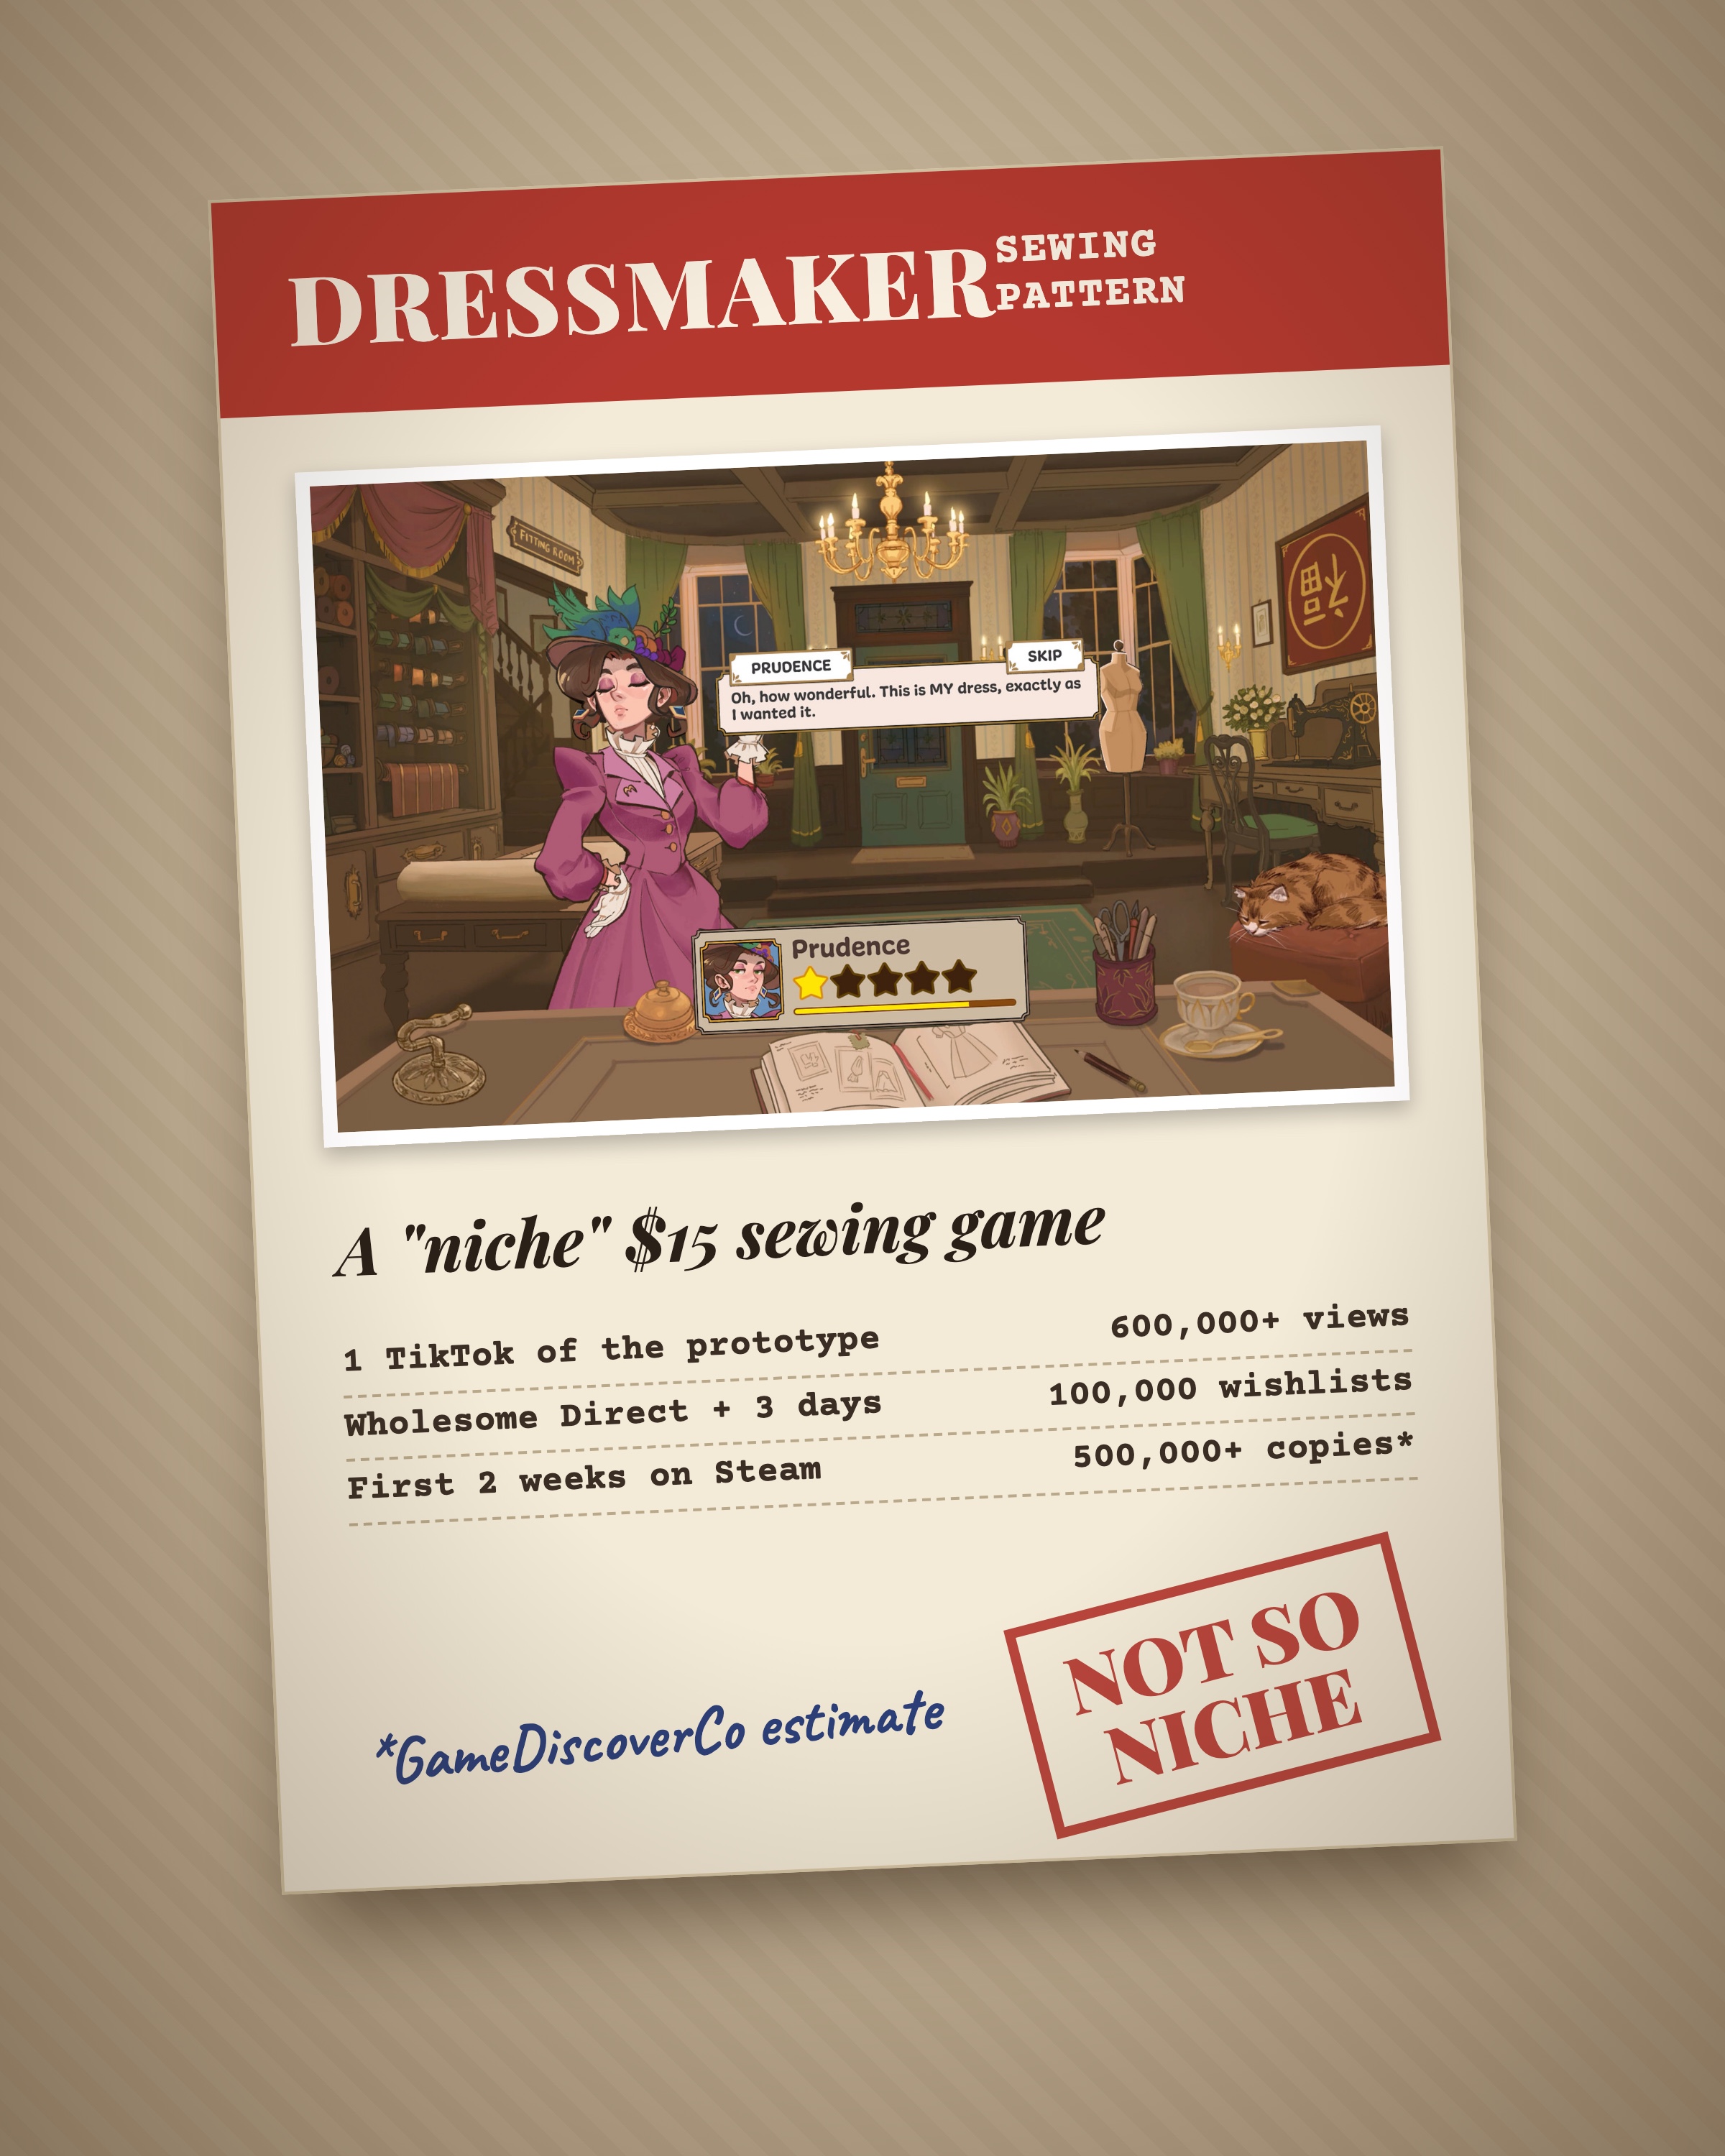 DRESSMAKER
SEWING
PATTERN
FITTING ROOM
福
PRUDENCE
SKIP
Oh, how wonderful. This is MY dress, exactly as
I wanted it.
Prudence
A "niche" $15 sewing game
1 TikTok of the prototype 600,000+ views
Wholesome Direct + 3 days 100,000 wishlists
First 2 weeks on Steam 500,000+ copies*
NOT SO
NICHE
*GameDiscoverCo estimate